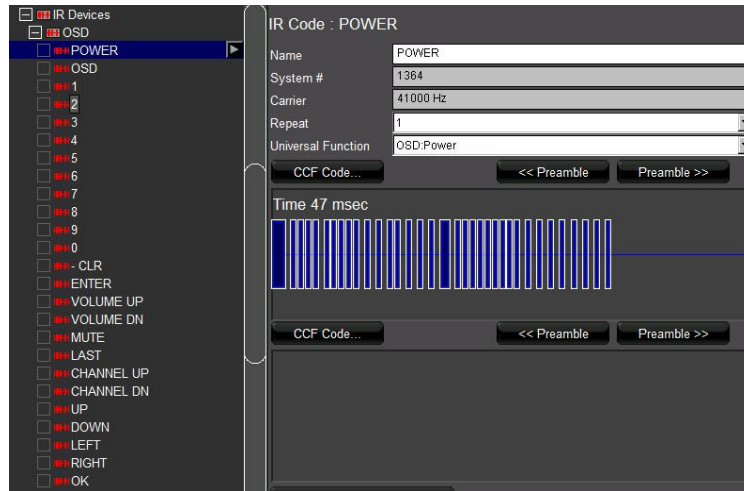 IR Devices
OSD
POWER
OSD
1
2
3
4
5
6
7
8
9
0
- CLR
ENTER
VOLUME UP
VOLUME DN
MUTE
LAST
CHANNEL UP
CHANNEL DN
UP
DOWN
LEFT
RIGHT
OK
IR Code : POWER
Name POWER
System # 1364
Carrier 41000 Hz
Repeat 1
Universal Function OSD:Power
CCF Code... << Preamble Preamble >>
Time 47 msec
CCF Code... << Preamble Preamble >>